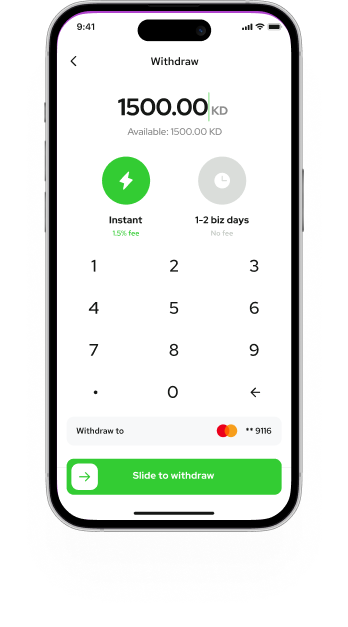 9:41
Withdraw
1500.00 KD
Available: 1500.00 KD
Instant
1.5% fee
1-2 biz days
No fee
1 2 3
4 5 6
7 8 9
. 0 ←
Withdraw to ** 9116
→ Slide to withdraw